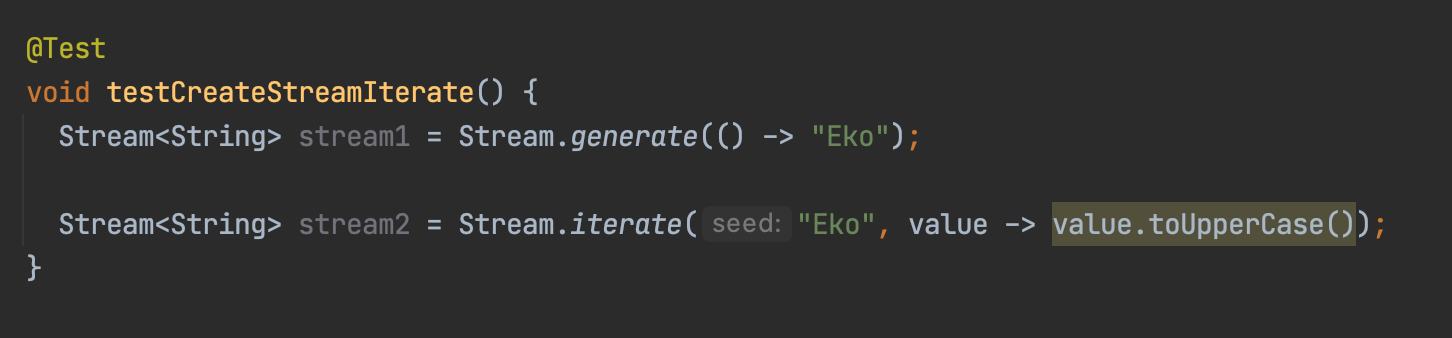 @Test
void testCreateStreamIterate() {
Stream<String> stream1 = Stream.generate(() -> "Eko");
Stream<String> stream2 = Stream.iterate( seed: "Eko", value -> value.toUpperCase());
}